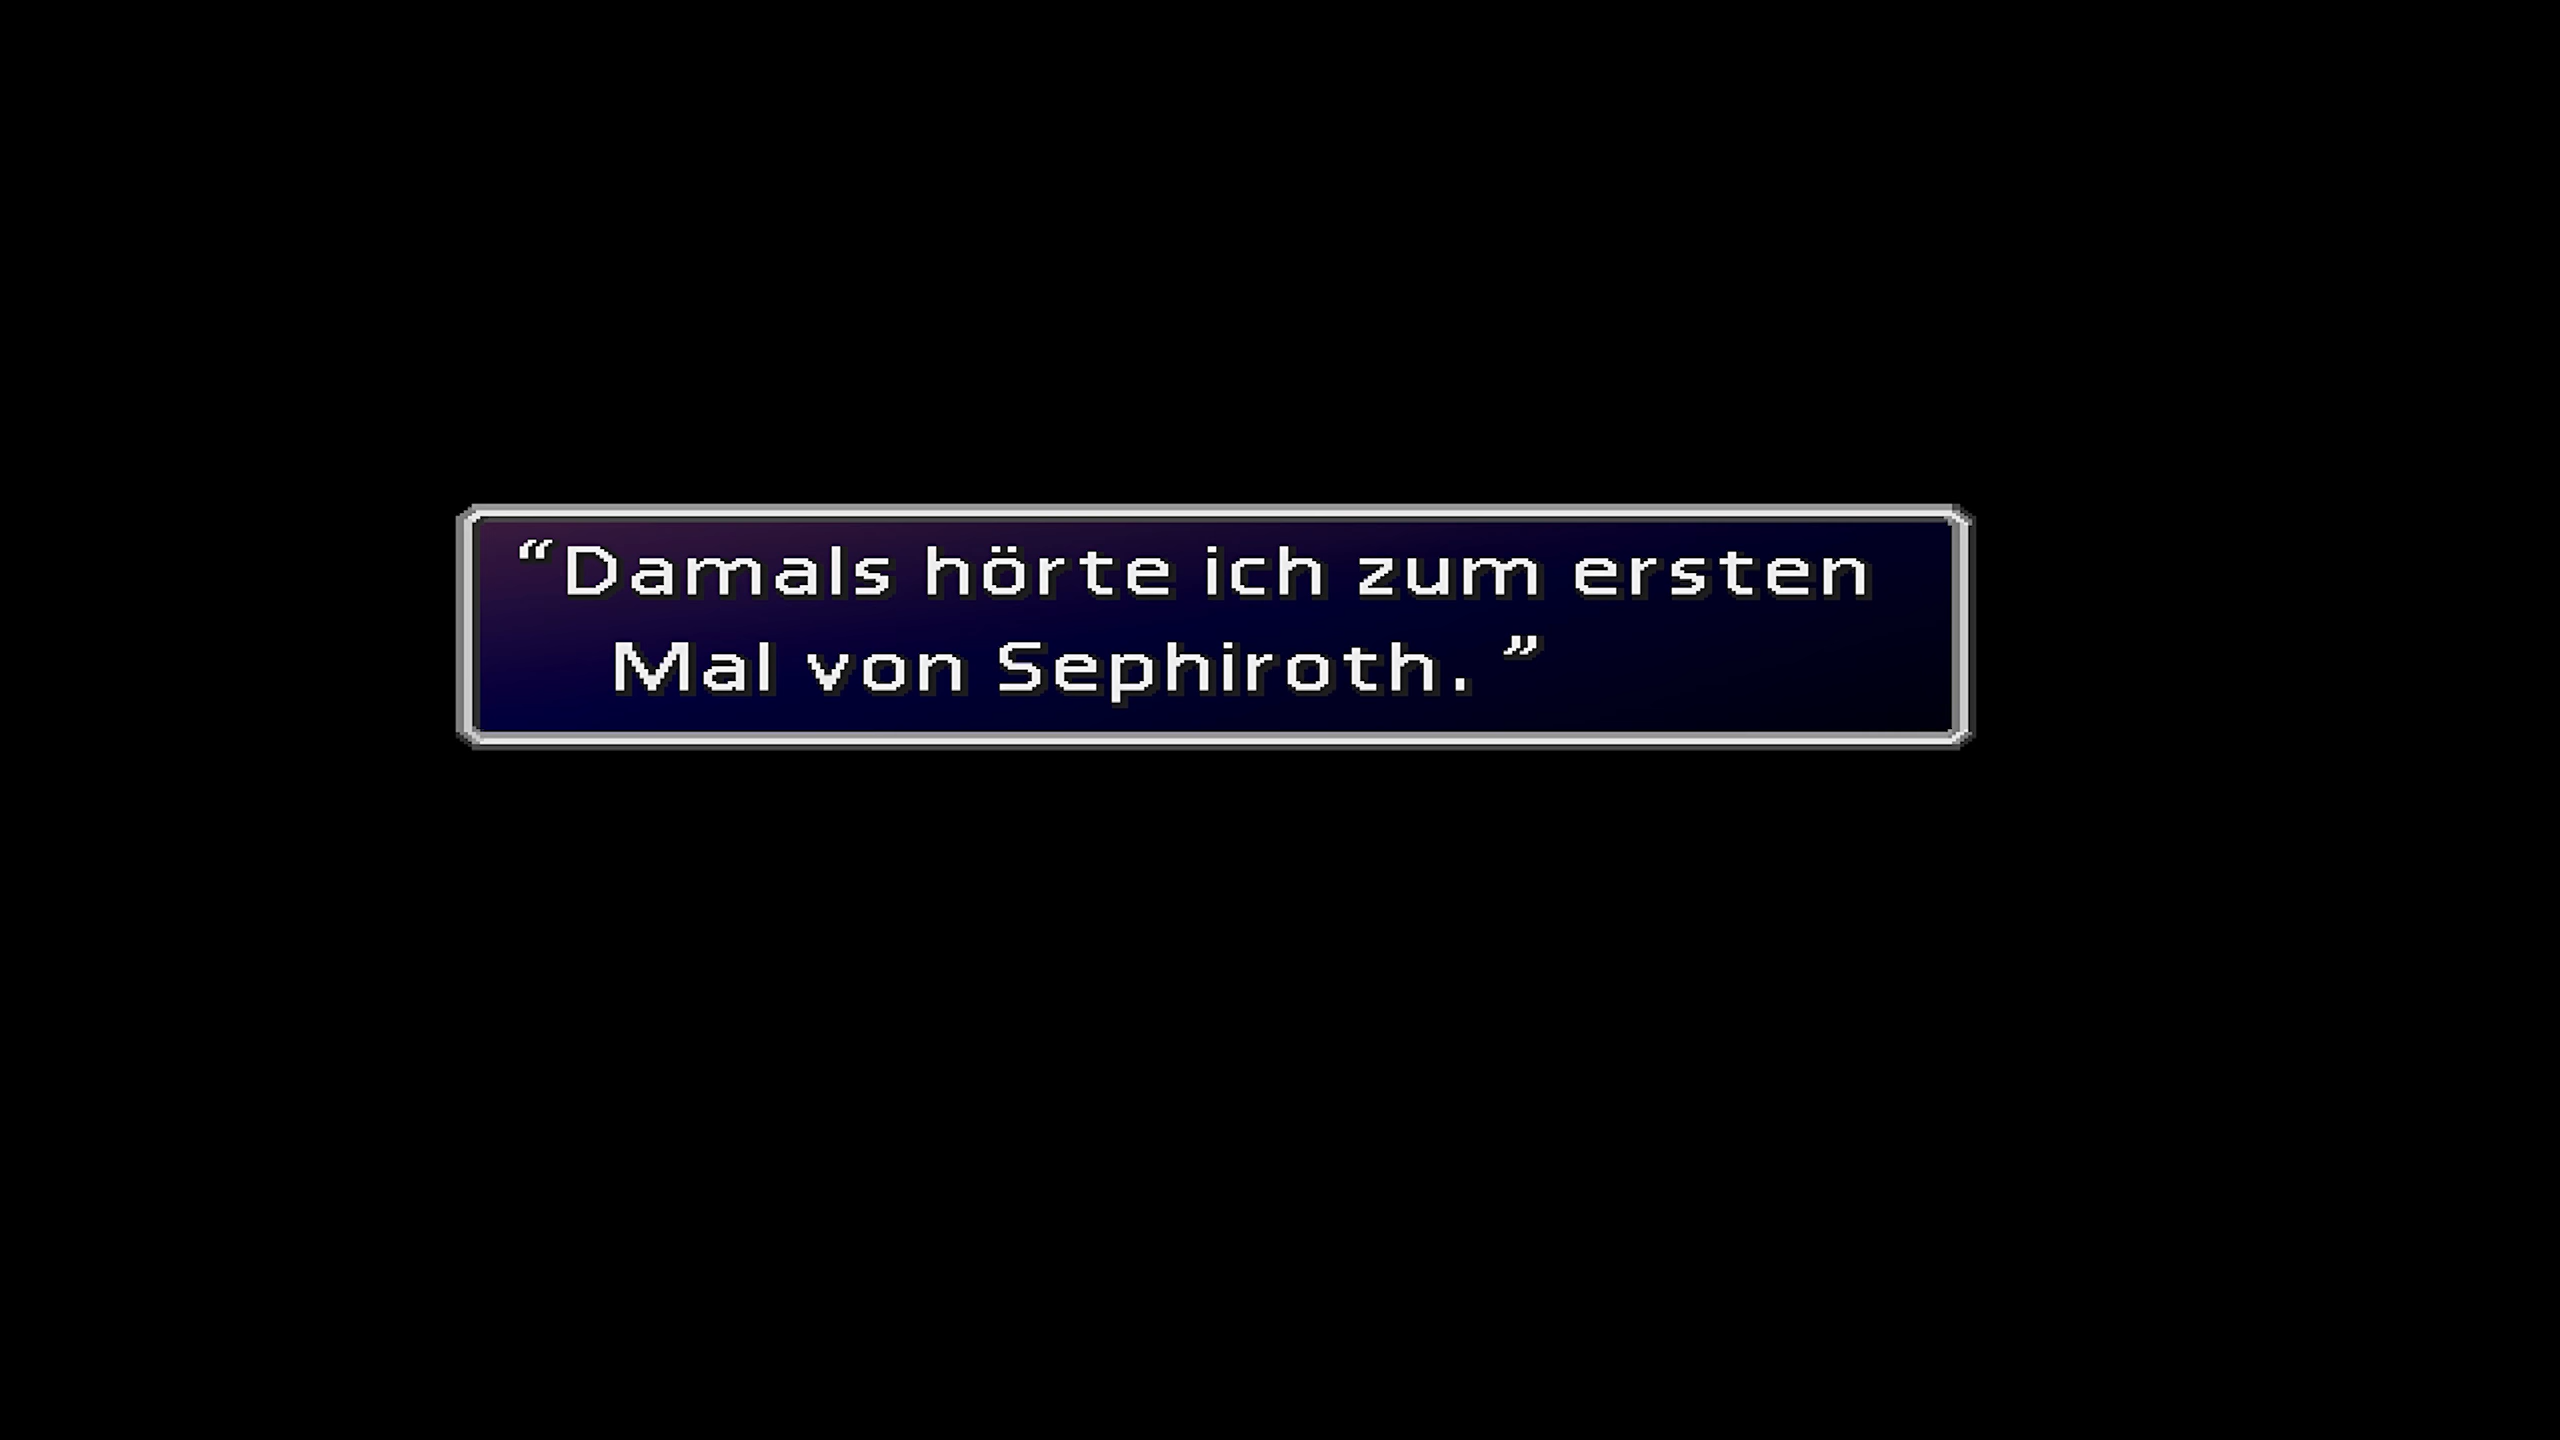 “Damals hörte ich zum ersten
Mal von Sephiroth. ”